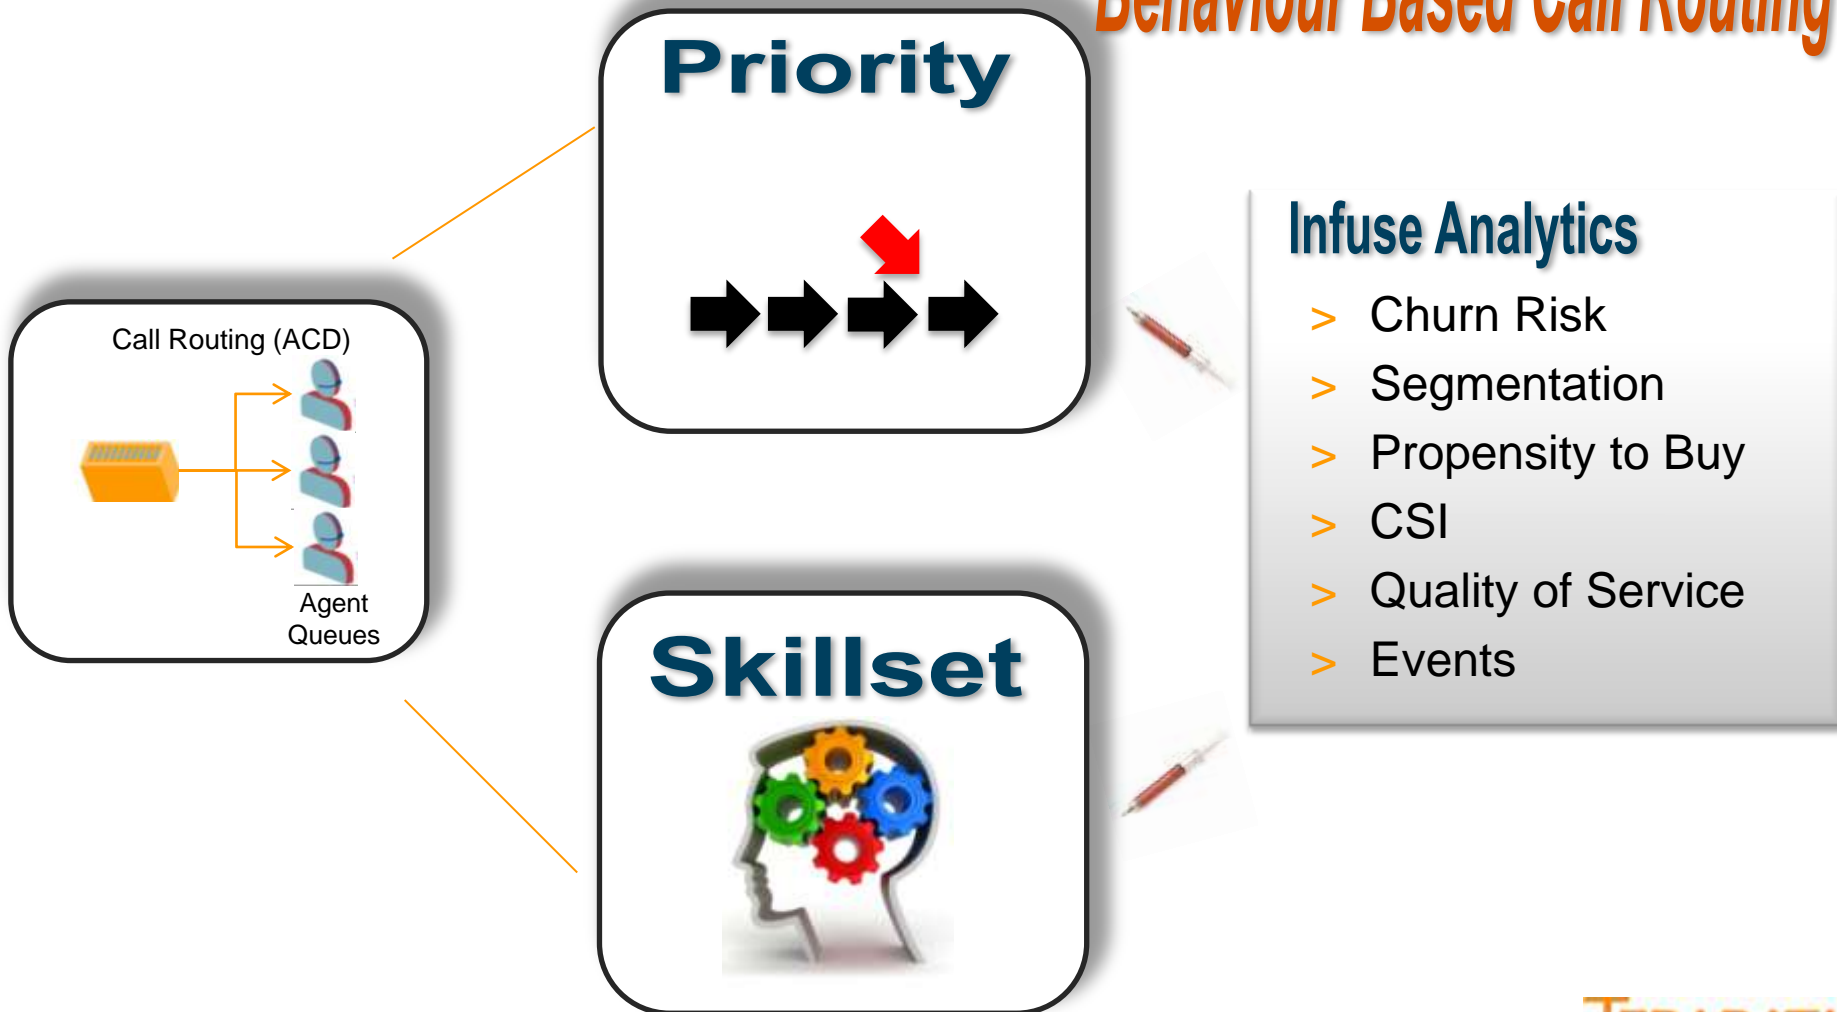 Behaviour Based Call Routing
Priority
Call Routing (ACD)
Agent
Queues
Skillset
Infuse Analytics
> Churn Risk
> Segmentation
> Propensity to Buy
> CSI
> Quality of Service
> Events